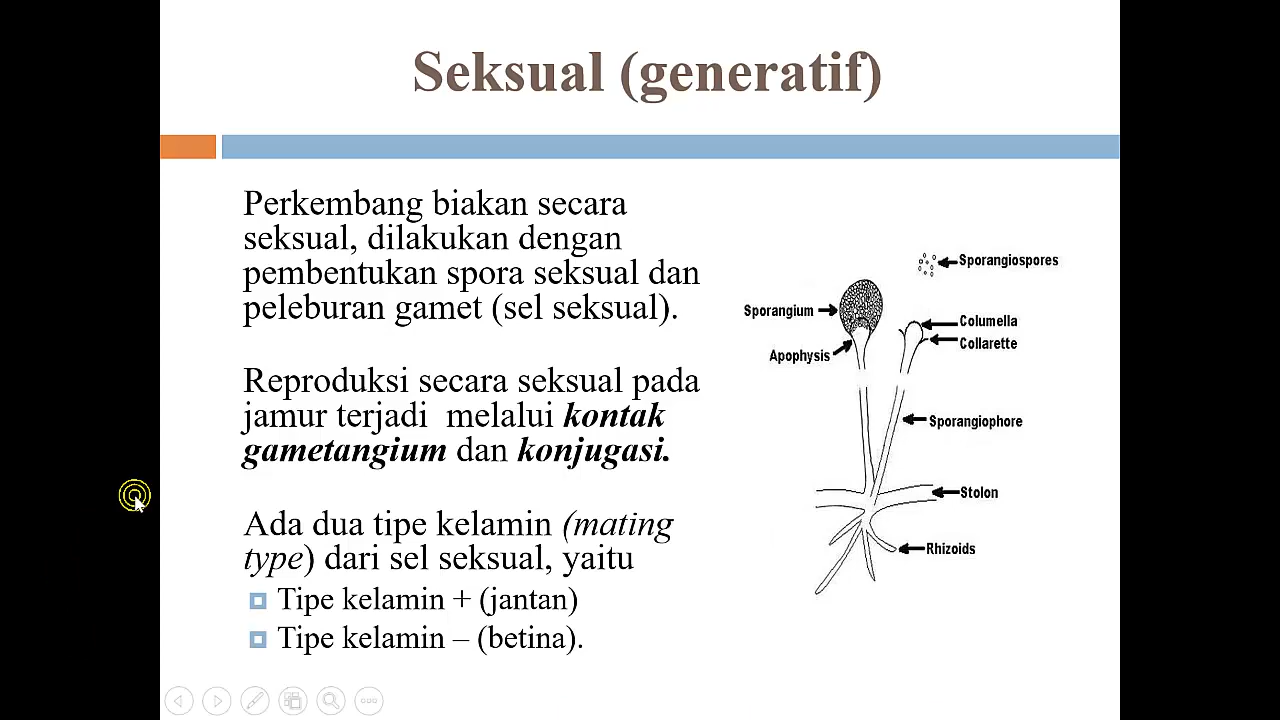 Seksual (generatif)
Perkembang biakan secara
seksual, dilakukan dengan
pembentukan spora seksual dan
peleburan gamet (sel seksual).
Reproduksi secara seksual pada
jamur terjadi  melalui kontak
gametangium dan konjugasi.
Ada dua tipe kelamin (mating
type) dari sel seksual, yaitu
Tipe kelamin + (jantan)
Tipe kelamin – (betina).
Sporangiospores
Sporangium
Columella
Collarette
Apophysis
Sporangiophore
Stolon
Rhizoids